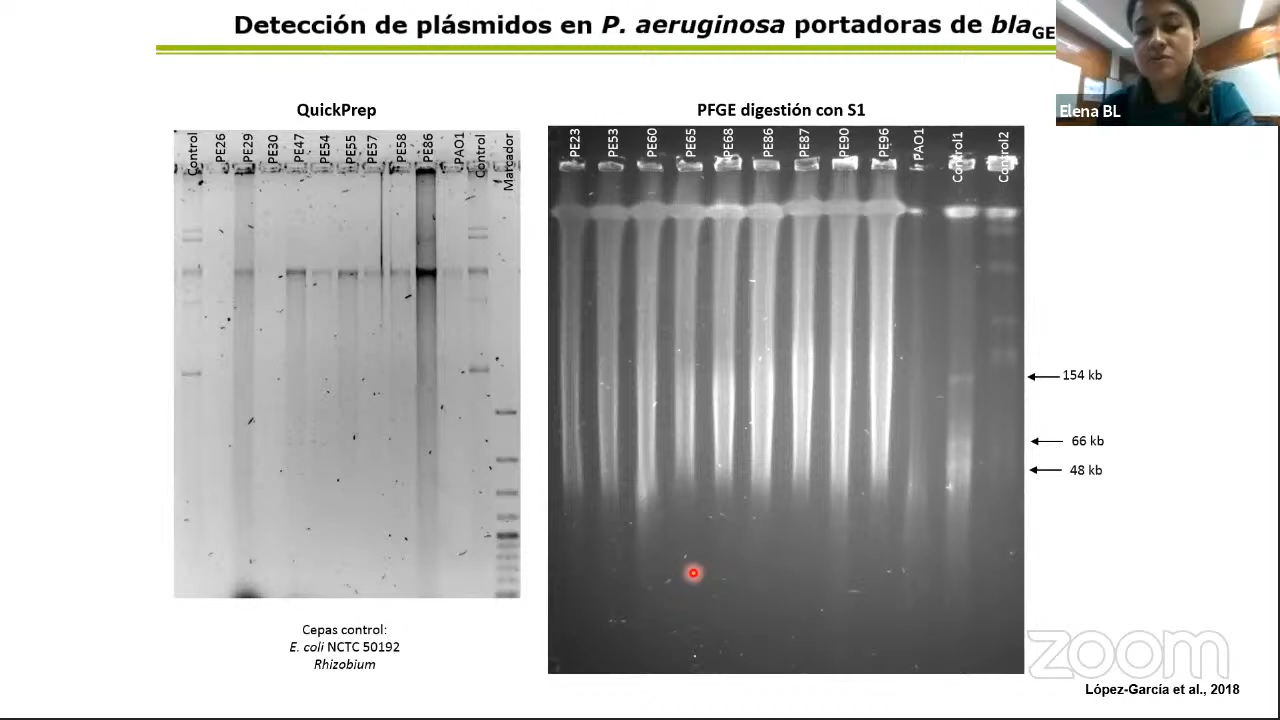 Detección de plásmidos en P. aeruginosa portadoras de blaGE
Elena BL
QuickPrep
Control
PE26
PE29
PE30
PE47
PE54
PE55
PE57
PE58
PE86
PAO1
Control
Marcador
Cepas control:
E. coli NCTC 50192
Rhizobium
PFGE digestión con S1
PE23
PE53
PE60
PE65
PE68
PE86
PE87
PE90
PE96
PAO1
Control1
Control2
154 kb
66 kb
48 kb
zoom
López-García et al., 2018